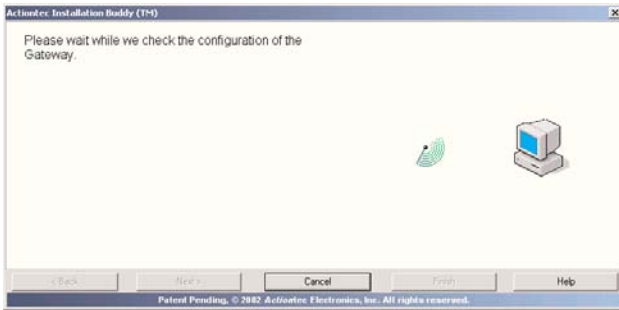 Actiontec Installation Buddy (TM)
Please wait while we check the configuration of the
Gateway.
< Back
Next >
Cancel
Finish
Help
Patent Pending, © 2002 Actiontec Electronics, Inc. All rights reserved.